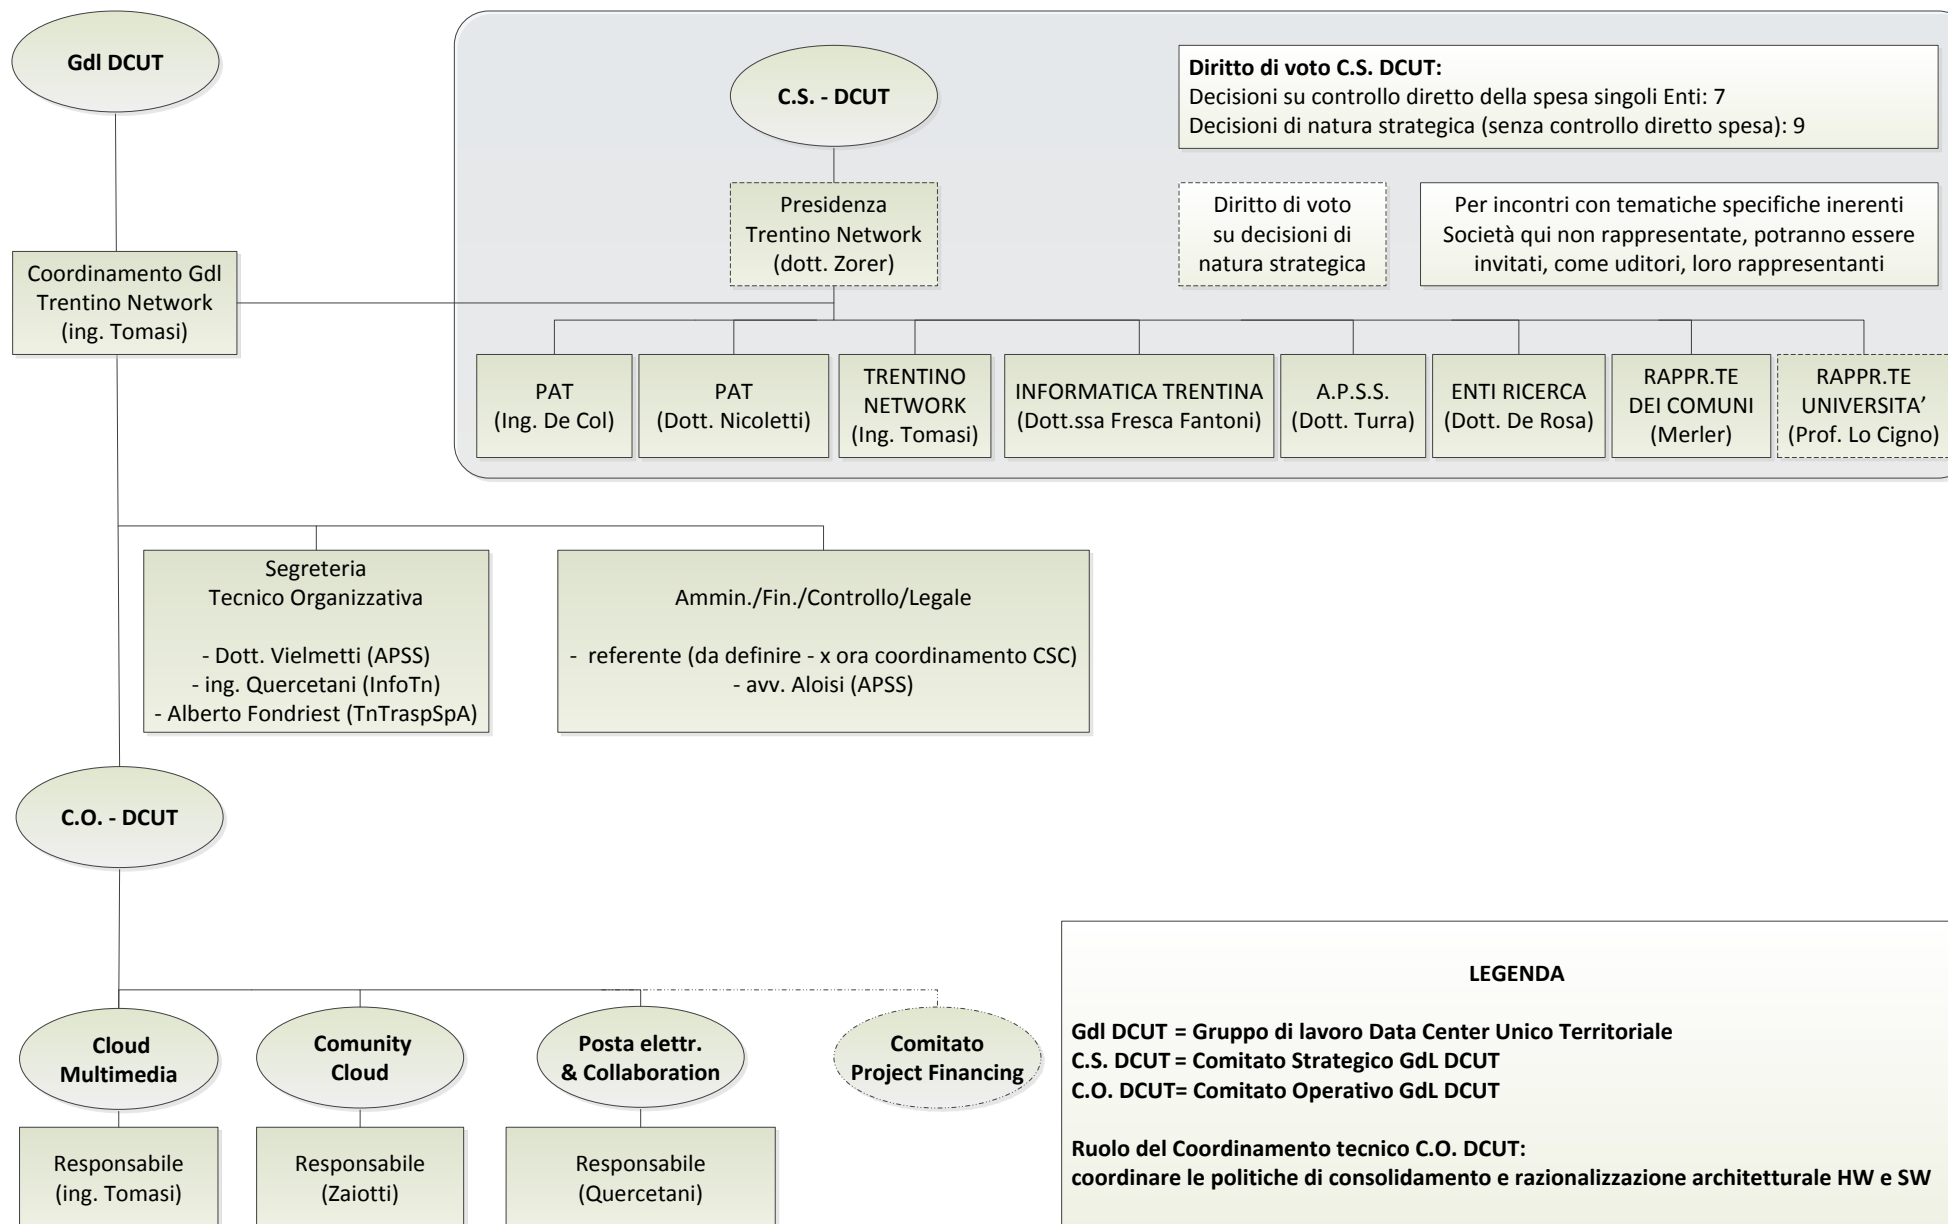 Gdl DCUT
C.S. - DCUT
Diritto di voto C.S. DCUT:
Decisioni su controllo diretto della spesa singoli Enti: 7
Decisioni di natura strategica (senza controllo diretto spesa): 9
Presidenza
Trentino Network
(dott. Zorer)
Diritto di voto
su decisioni di
natura strategica
Per incontri con tematiche specifiche inerenti
Società qui non rappresentate, potranno essere
invitati, come uditori, loro rappresentanti
Coordinamento Gdl
Trentino Network
(ing. Tomasi)
PAT
(Ing. De Col)
PAT
(Dott. Nicoletti)
TRENTINO
NETWORK
(Ing. Tomasi)
INFORMATICA TRENTINA
(Dott.ssa Fresca Fantoni)
A.P.S.S.
(Dott. Turra)
ENTI RICERCA
(Dott. De Rosa)
RAPPR.TE
DEI COMUNI
(Merler)
RAPPR.TE
UNIVERSITA’
(Prof. Lo Cigno)
Segreteria
Tecnico Organizzativa
- Dott. Vielmetti (APSS)
- ing. Quercetani (InfoTn)
- Alberto Fondriest (TnTraspSpA)
Ammin./Fin./Controllo/Legale
- referente (da definire - x ora coordinamento CSC)
- avv. Aloisi (APSS)
C.O. - DCUT
Cloud
Multimedia
Comunity
Cloud
Posta elettr.
& Collaboration
Comitato
Project Financing
Responsabile
(ing. Tomasi)
Responsabile
(Zaiotti)
Responsabile
(Quercetani)
LEGENDA
Gdl DCUT = Gruppo di lavoro Data Center Unico Territoriale
C.S. DCUT = Comitato Strategico GdL DCUT
C.O. DCUT= Comitato Operativo GdL DCUT
Ruolo del Coordinamento tecnico C.O. DCUT:
coordinare le politiche di consolidamento e razionalizzazione architetturale HW e SW